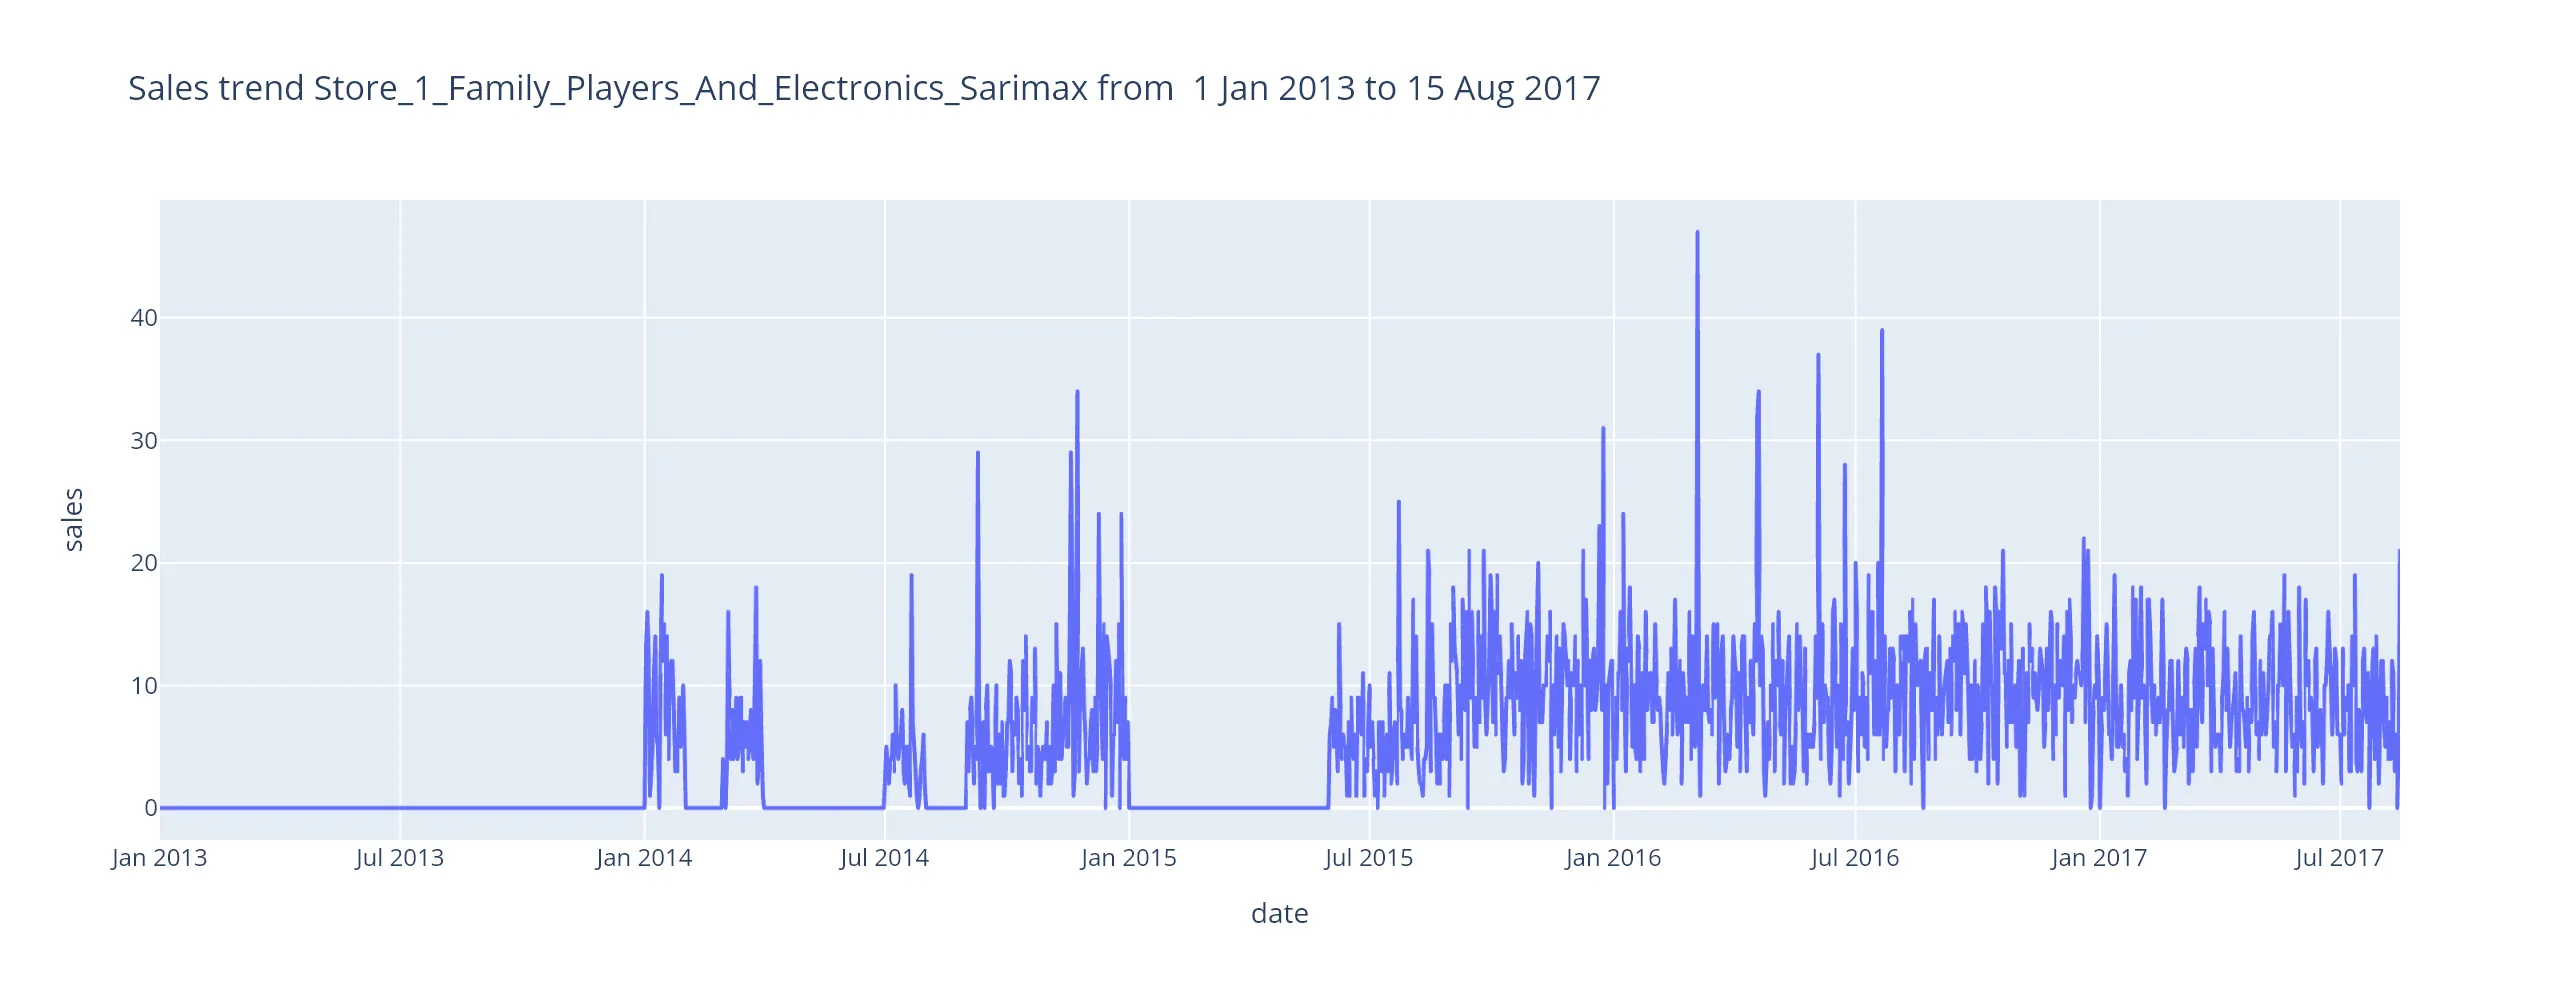 Sales trend Store_1_Family_Players_And_Electronics_Sarimax from  1 Jan 2013 to 15 Aug 2017
sales
40
30
20
10
0
Jan 2013 Jul 2013 Jan 2014 Jul 2014 Jan 2015 Jul 2015 Jan 2016 Jul 2016 Jan 2017 Jul 2017
date